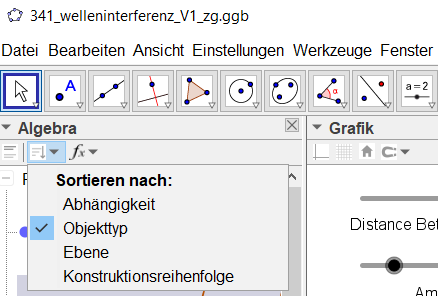 341_welleninterferenz_V1_zg.ggb
Datei Bearbeiten Ansicht Einstellungen Werkzeuge Fenster
A
α
a = 2
Algebra
Grafik
fx
Sortieren nach:
Abhängigkeit
Objekttyp
Ebene
Konstruktionsreihenfolge
Distance Bet
Am